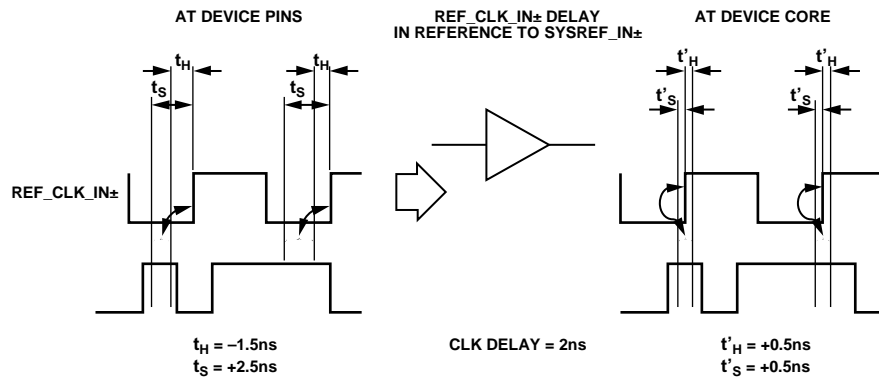 AT DEVICE PINS
REF_CLK_IN± DELAY
IN REFERENCE TO SYSREF_IN±
AT DEVICE CORE
tH
tH
t'H
t'H
tS
tS
t'S
t'S
REF_CLK_IN±
tH = –1.5ns
tS = +2.5ns
CLK DELAY = 2ns
t'H = +0.5ns
t'S = +0.5ns